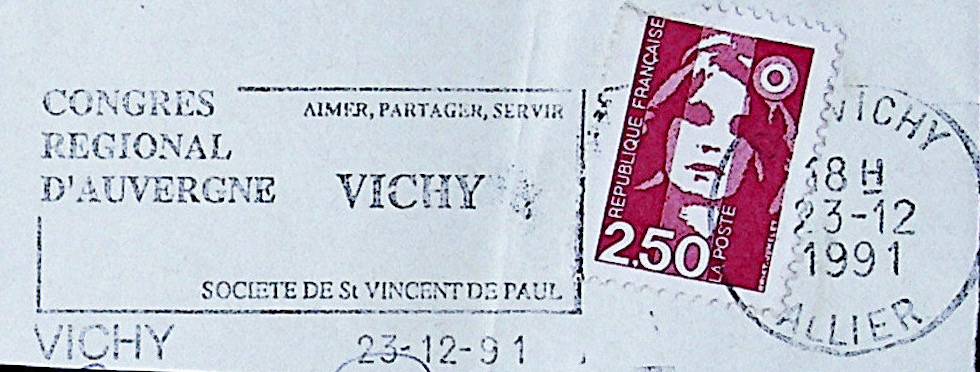 CONGRES
REGIONAL
D'AUVERGNE
AIMER, PARTAGER, SERVIR
VICHY
SOCIETE DE St VINCENT DE PAUL
VICHY 23-12-91
REPUBLIQUE FRANÇAISE
2,50
LA POSTE
VICHY
18 H
23-12
1991
ALLIER